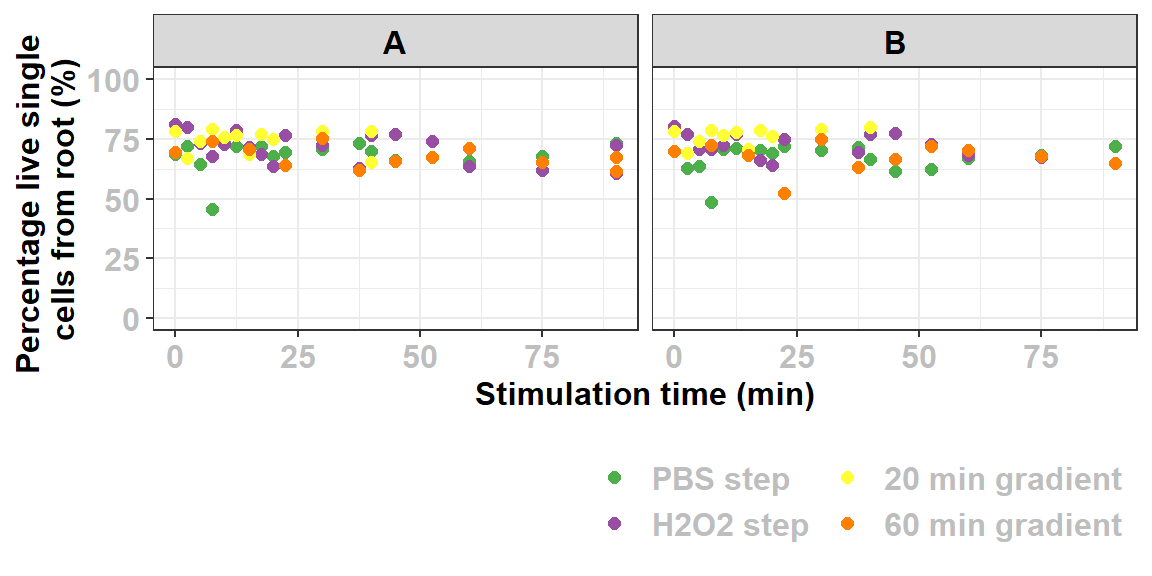 A
B
Percentage live single
cells from root (%)
100
75
50
25
0
0 25 50 75
0 25 50 75
Stimulation time (min)
PBS step
20 min gradient
H2O2 step
60 min gradient